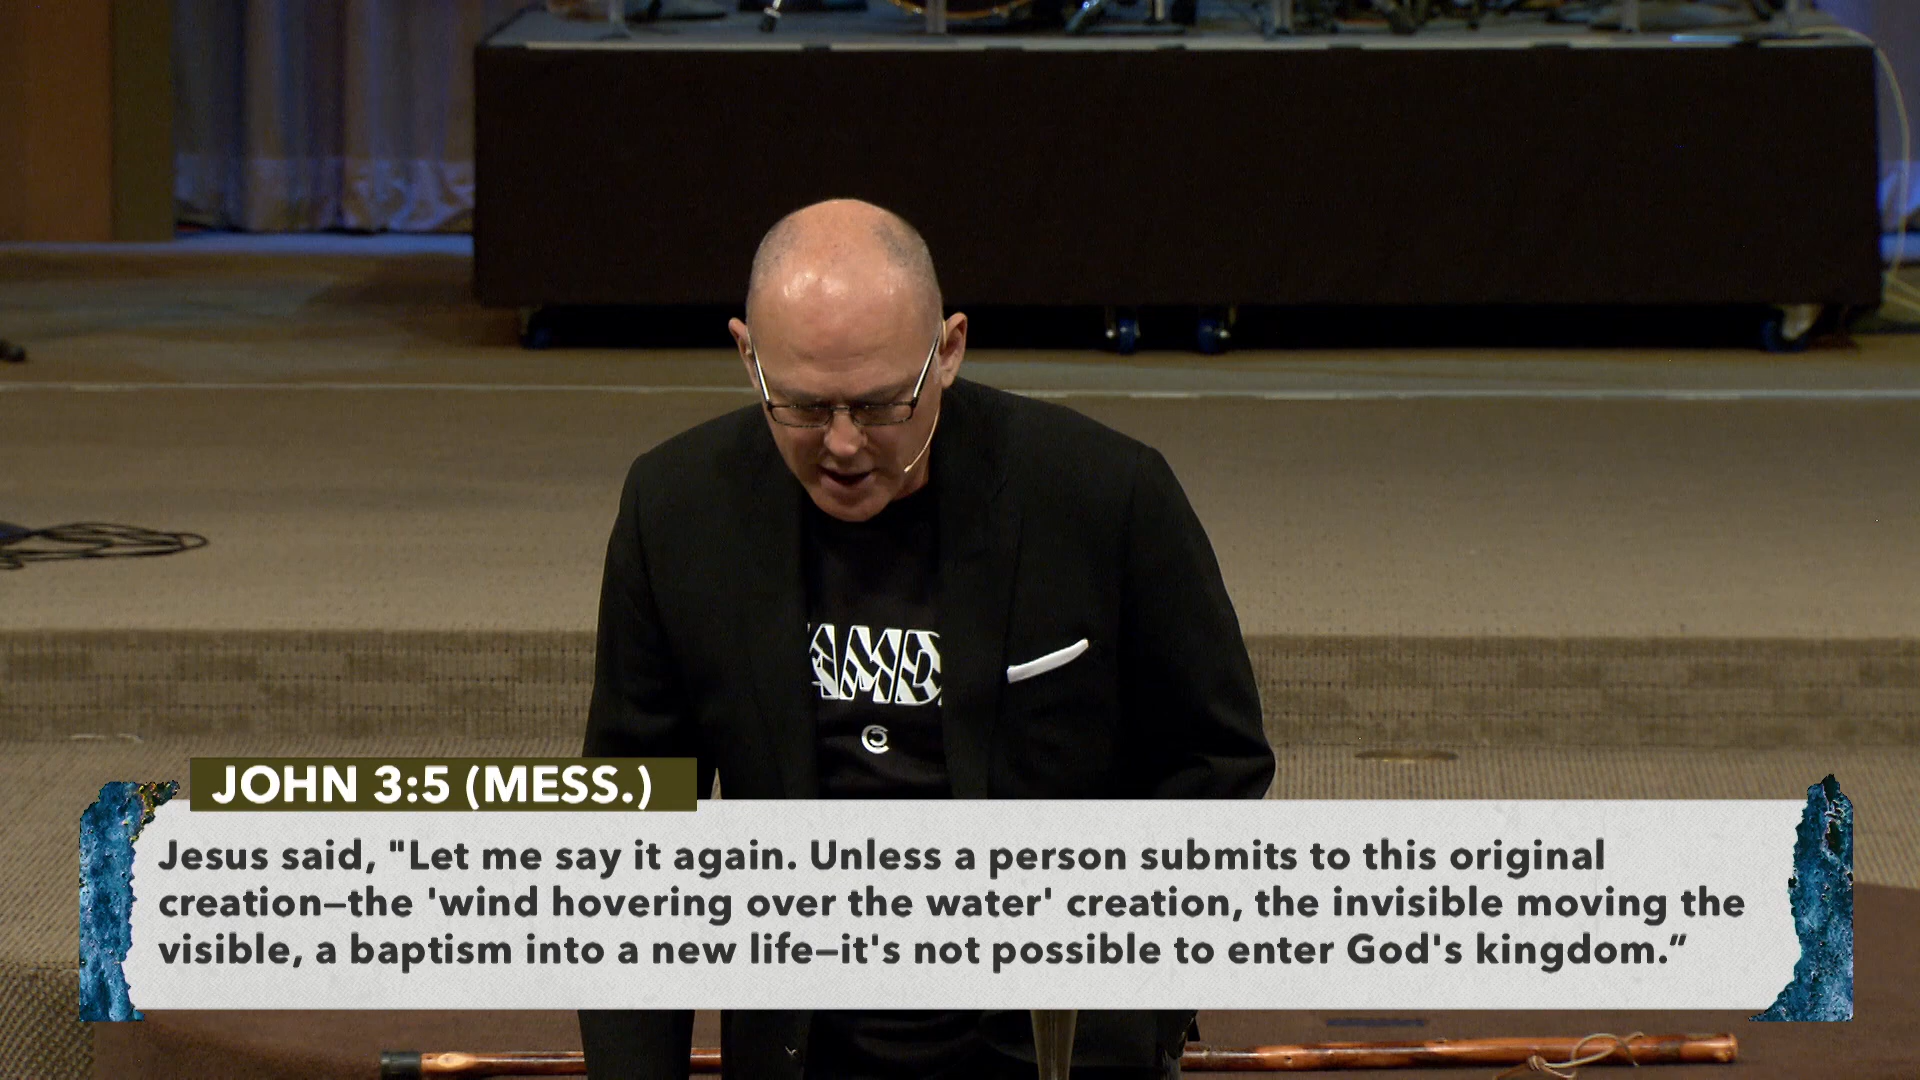 AMD
JOHN 3:5 (MESS.)
Jesus said, "Let me say it again. Unless a person submits to this original
creation—the 'wind hovering over the water' creation, the invisible moving the
visible, a baptism into a new life—it's not possible to enter God's kingdom.”